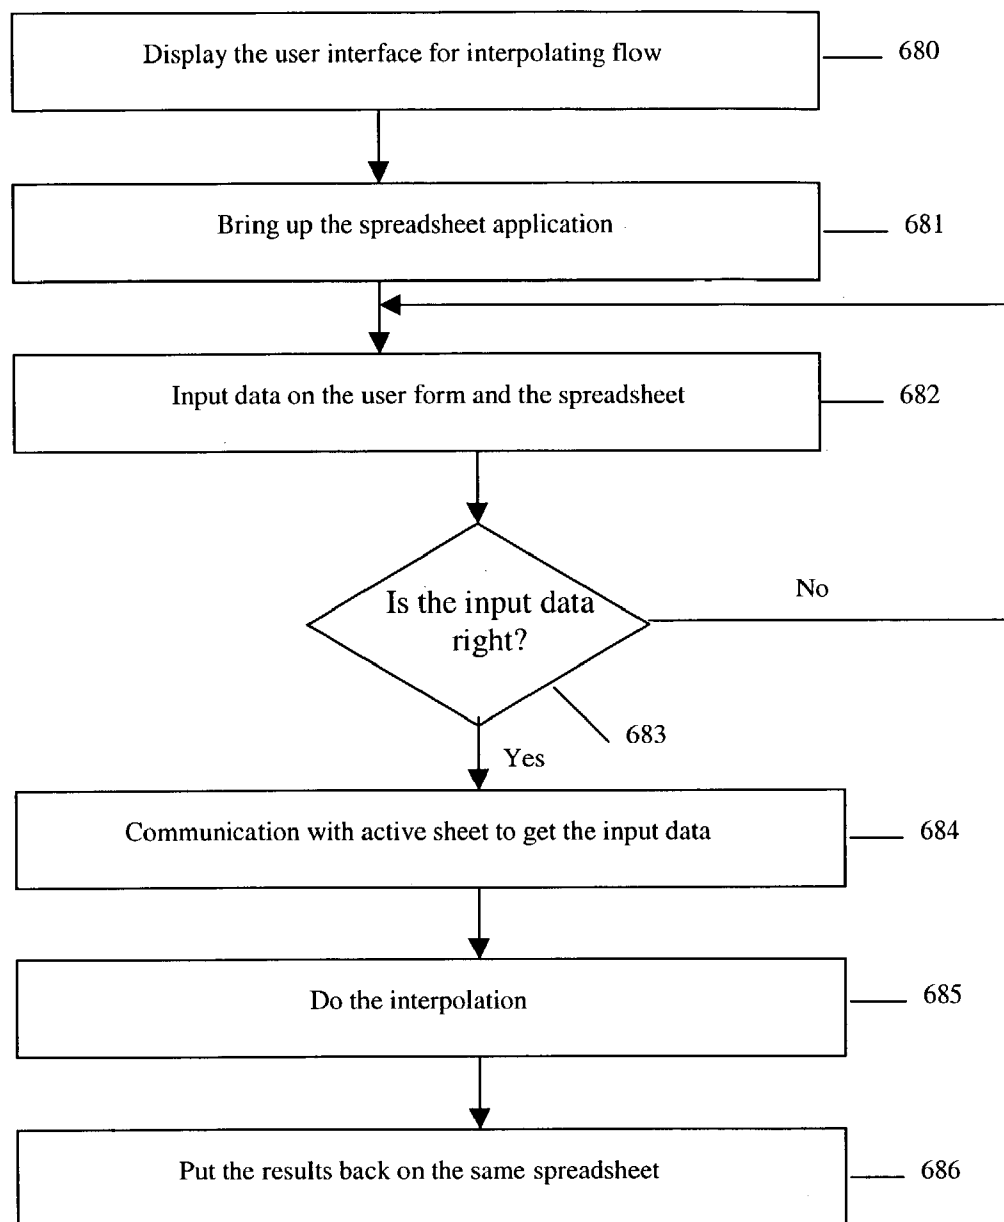 Display the user interface for interpolating flow
680
Bring up the spreadsheet application
681
Input data on the user form and the spreadsheet
682
Is the input data
right?
No
683
Yes
Communication with active sheet to get the input data
684
Do the interpolation
685
Put the results back on the same spreadsheet
686